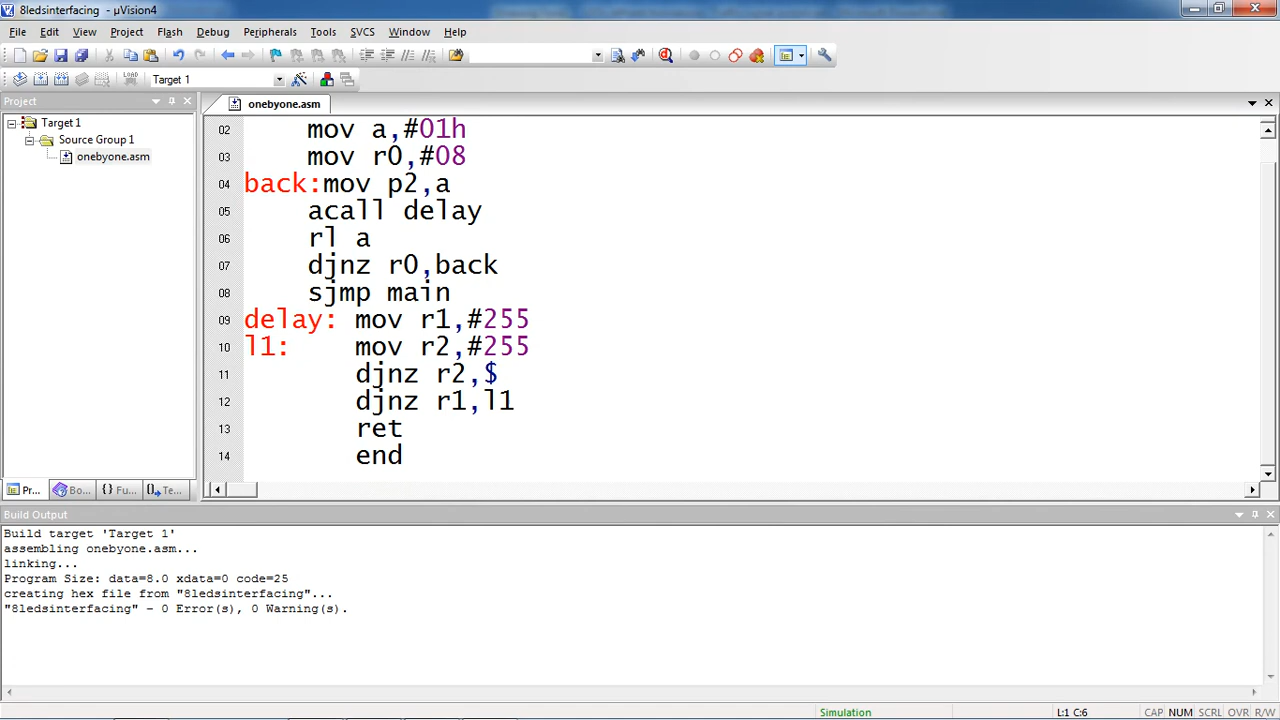 8ledsinterfacing - µVision4
File Edit View Project Flash Debug Peripherals Tools SVCS Window Help
LOAD Target 1
Project
Target 1
Source Group 1
onebyone.asm
onebyone.asm
02 mov a,#01h
03 mov r0,#08
04 back:mov p2,a
05 acall delay
06 rl a
07 djnz r0,back
08 sjmp main
09 delay: mov r1,#255
10 l1: mov r2,#255
11 djnz r2,$
12 djnz r1,l1
13 ret
14 end
Pr... Bo... {} Fu... Te...
Build Output
Build target 'Target 1'
assembling onebyone.asm...
linking...
Program Size: data=8.0 xdata=0 code=25
creating hex file from "8ledsinterfacing"...
"8ledsinterfacing" - 0 Error(s), 0 Warning(s).
Simulation L:1 C:6 CAP NUM SCRL OVR R/W